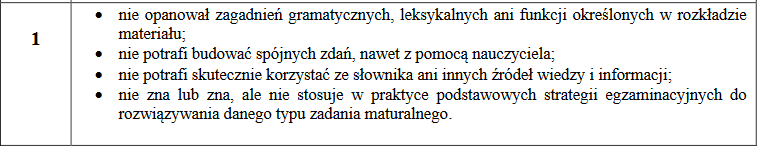 1
• nie opanował zagadnień gramatycznych, leksykalnych ani funkcji określonych w rozkładzie
materiału;
• nie potrafi budować spójnych zdań, nawet z pomocą nauczyciela;
• nie potrafi skutecznie korzystać ze słownika ani innych źródeł wiedzy i informacji;
• nie zna lub zna, ale nie stosuje w praktyce podstawowych strategii egzaminacyjnych do
rozwiązywania danego typu zadania maturalnego.